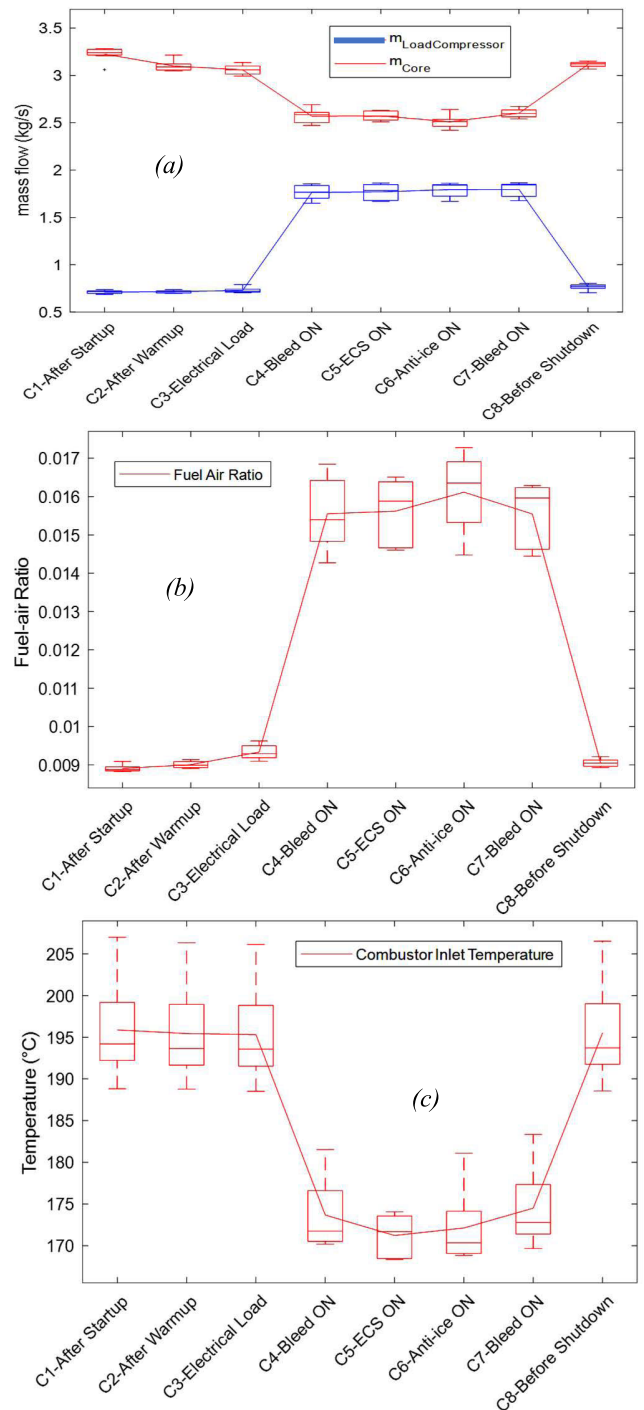 (a)
m_LoadCompressor
m_Core
mass flow (kg/s)
3.5
3
2.5
2
1.5
1
0.5
C1-After Startup
C2-After Warmup
C3-Electrical Load
C4-Bleed ON
C5-ECS ON
C6-Anti-ice ON
C7-Bleed ON
C8-Before Shutdown
Fuel Air Ratio
(b)
Fuel-air Ratio
0.017
0.016
0.015
0.014
0.013
0.012
0.011
0.01
0.009
C1-After Startup
C2-After Warmup
C3-Electrical Load
C4-Bleed ON
C5-ECS ON
C6-Anti-ice ON
C7-Bleed ON
C8-Before Shutdown
Combustor Inlet Temperature
(c)
Temperature (°C)
205
200
195
190
185
180
175
170
C1-After Startup
C2-After Warmup
C3-Electrical Load
C4-Bleed ON
C5-ECS ON
C6-Anti-ice ON
C7-Bleed ON
C8-Before Shutdown